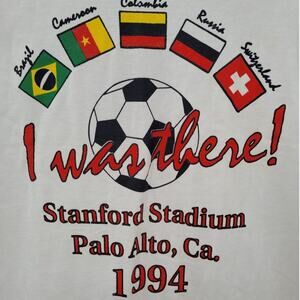 Brazil
Cameroon
Colombia
Russia
Switzerland
I was there!
Stanford Stadium
Palo Alto, Ca.
1994